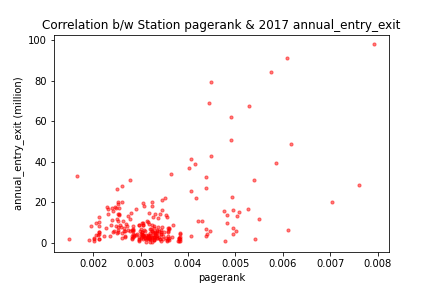 Correlation b/w Station pagerank & 2017 annual_entry_exit
100
80
60
40
20
0
annual_entry_exit (million)
0.002 0.003 0.004 0.005 0.006 0.007 0.008
pagerank